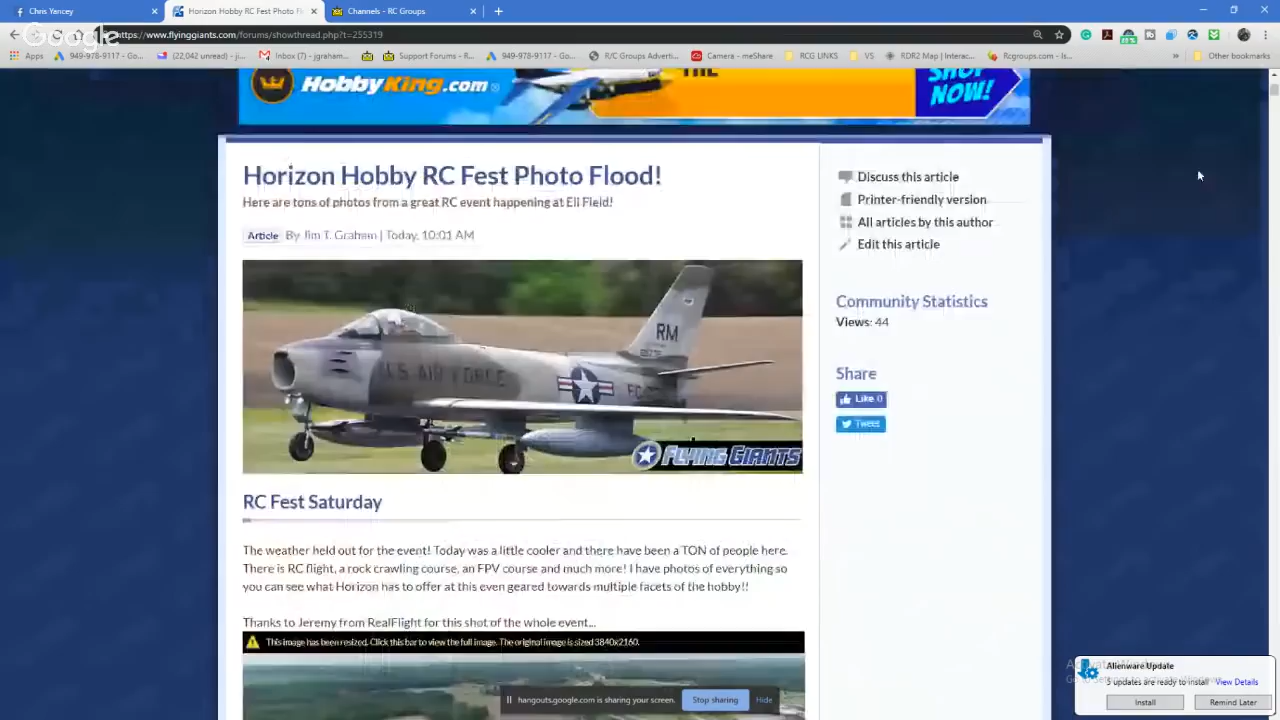 Chris Yancey
Horizon Hobby RC Fest Photo Fl
Channels - RC Groups
Google
https://www.flyinggiants.com/forums/showthread.php?t=255319
Apps
949-978-9117 - Go...
(22,042 unread) - ji...
Inbox (7) - jgraham...
Support Forums - R...
949-978-9117 - Go...
R/C Groups Adverti...
Camera - meShare
RCG LINKS
VS
RDR2 Map | Interac...
Rcgroups.com - Is...
Other bookmarks
HobbyKing.com
THE
SHOP
NOW!
Horizon Hobby RC Fest Photo Flood!
Here are tons of photos from a great RC event happening at Eli Field!
Article By Jim T. Graham | Today, 10:01 AM
Discuss this article
Printer-friendly version
All articles by this author
Edit this article
Community Statistics
Views: 44
Share
Like 0
Tweet
RM
U.S. AIR FORCE
FLYING GIANTS
RC Fest Saturday
The weather held out for the event! Today was a little cooler and there have been a TON of people here.
There is RC flight, a rock crawling course, an FPV course and much more! I have photos of everything so
you can see what Horizon has to offer at this even geared towards multiple facets of the hobby!!
Thanks to Jeremy from RealFlight for this shot of the whole event...
This image has been resized. Click this bar to view the full image. The original image is sized 3840x2160.
hangouts.google.com is sharing your screen.
Stop sharing
Hide
Alienware Update
5 updates are ready to install
View Details
Install
Remind Later